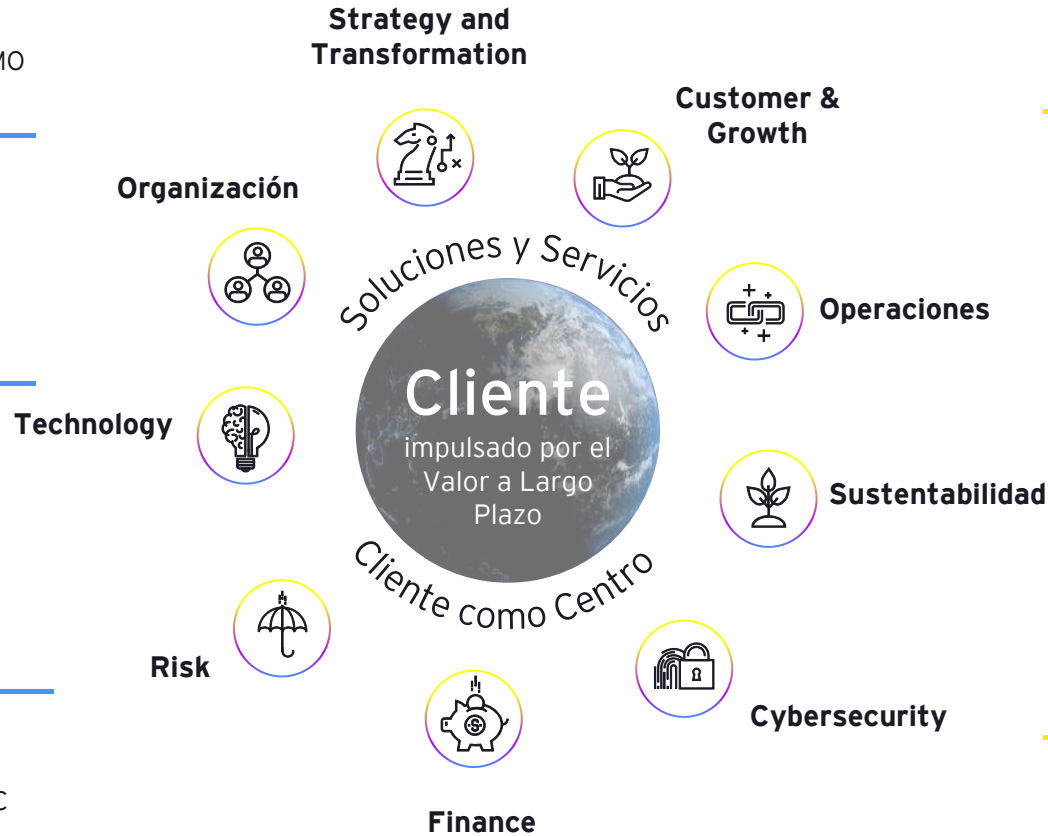 Strategy and
Transformation
MO
Customer &
Growth
Organización
Soluciones y Servicios
Operaciones
Cliente
impulsado por el
Valor a Largo
Plazo
Technology
Sustentabilidad
Cliente como Centro
Risk
Cybersecurity
C
Finance